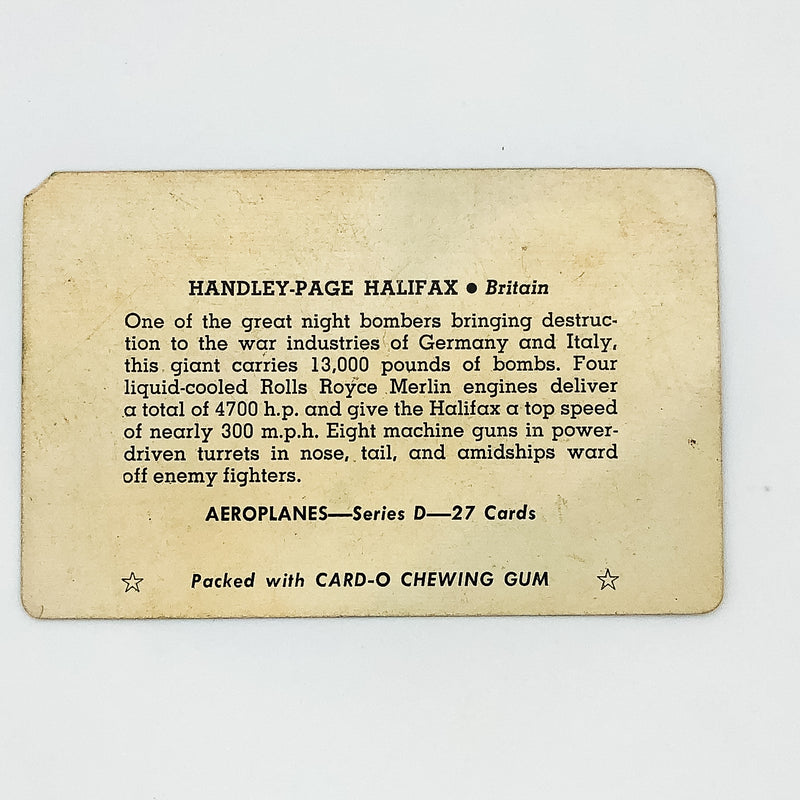 HANDLEY-PAGE HALIFAX ● Britain
One of the great night bombers bringing destruc-
tion to the war industries of Germany and Italy,
this giant carries 13,000 pounds of bombs. Four
liquid-cooled Rolls Royce Merlin engines deliver
a total of 4700 h.p. and give the Halifax a top speed
of nearly 300 m.p.h. Eight machine guns in power-
driven turrets in nose, tail, and amidships ward
off enemy fighters.
AEROPLANES—Series D—27 Cards
☆ Packed with CARD-O CHEWING GUM ☆